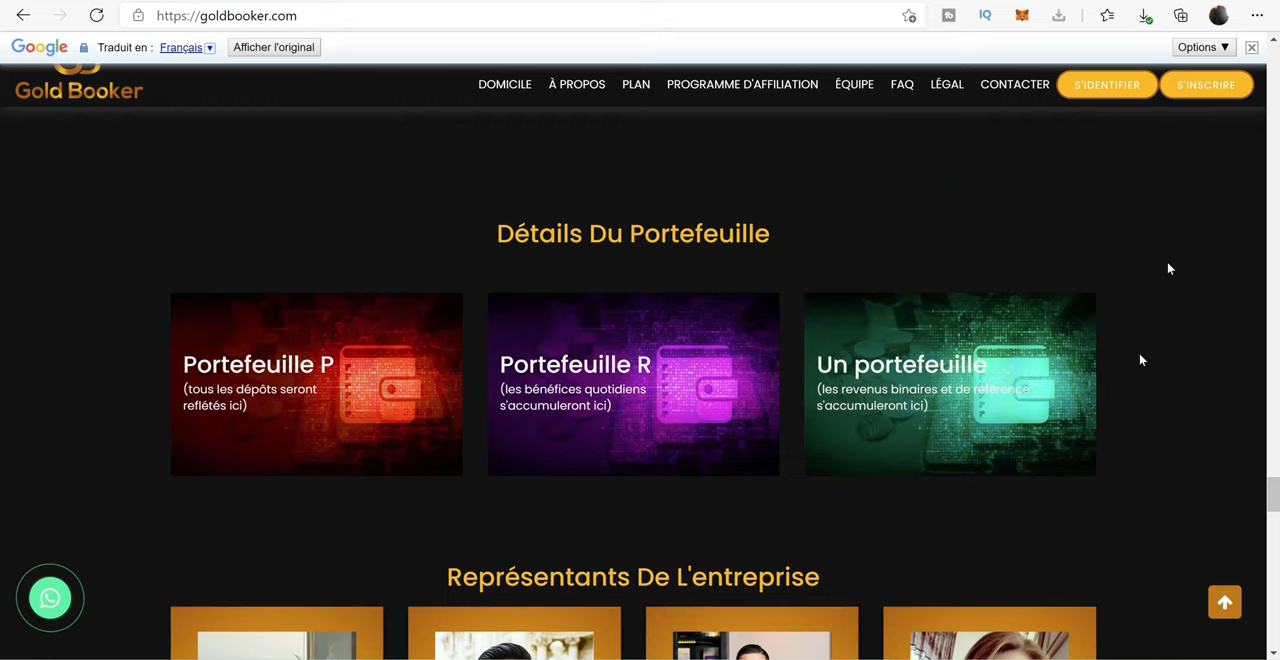 https://goldbooker.com
Google Traduit en : Français Afficher l'original Options
Gold Booker
DOMICILE À PROPOS PLAN PROGRAMME D'AFFILIATION ÉQUIPE FAQ LÉGAL CONTACTER S'IDENTIFIER S'INSCRIRE
Détails Du Portefeuille
Portefeuille P
(tous les dépôts seront
reflétés ici)
Portefeuille R
(les bénéfices quotidiens
s'accumuleront ici)
Un portefeuille
(les revenus binaires et de référence
s'accumuleront ici)
Représentants De L'entreprise